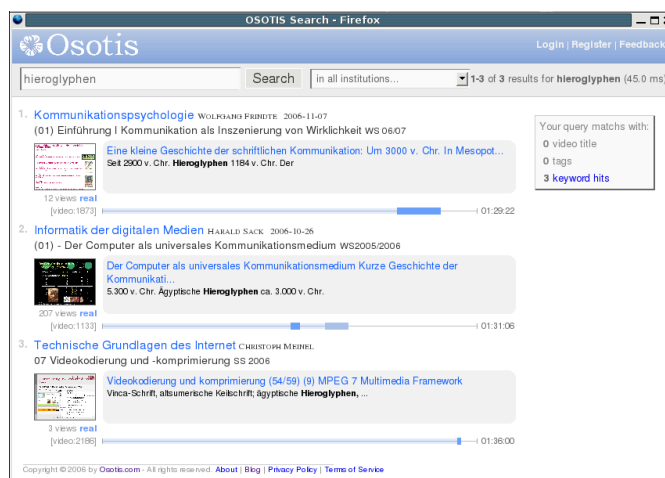 OSOTIS Search - Firefox
Osotis
Login | Register | Feedback
hieroglyphen
Search
in all institutions...
1-3 of 3 results for hieroglyphen (45.0 ms)
1. Kommunikationspsychologie WOLFGANG FRINDTE 2006-11-07
(01) Einführung I Kommunikation als Inszenierung von Wirklichkeit WS 06/07
Eine kleine Geschichte der schriftlichen Kommunikation: Um 3000 v. Chr. In Mesopot...
Seit 2900 v. Chr. Hieroglyphen 1184 v. Chr. Der
12 views real
[video:1873]
01:29:22
Your query matchs with:
0 video title
0 tags
3 keyword hits
2. Informatik der digitalen Medien HARALD SACK 2006-10-26
(01) - Der Computer als universales Kommunikationsmedium WS2005/2006
Der Computer als universales Kommunikationsmedium Kurze Geschichte der
Kommunikati...
5.300 v. Chr. Ägyptische Hieroglyphen ca. 3.000 v. Chr.
207 views real
[video:1133]
01:31:06
3. Technische Grundlagen des Internet CHRISTOPH MEINEL
07 Videokodierung und -komprimierung SS 2006
Videokodierung und komprimierung (54/59) (9) MPEG 7 Multimedia Framework
Vinca-Schrift, altsumerische Keilschrift; ägyptische Hieroglyphen, ...
3 views real
[video:2186]
01:36:00
Copyright © 2006 by Osotis.com - All rights reserved. About | Blog | Privacy Policy | Terms of Service